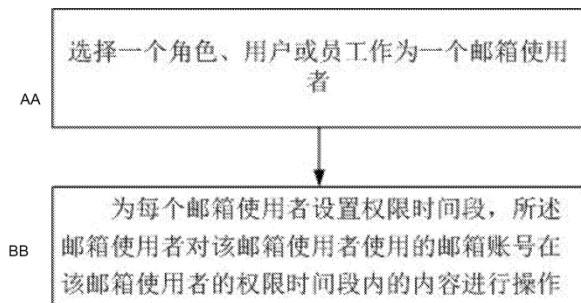 选择一个角色、用户或员工作为一个邮箱使用
者
AA
为每个邮箱使用者设置权限时间段，所述
邮箱使用者对该邮箱使用者使用的邮箱账号在
该邮箱使用者的权限时间段内的内容进行操作
BB